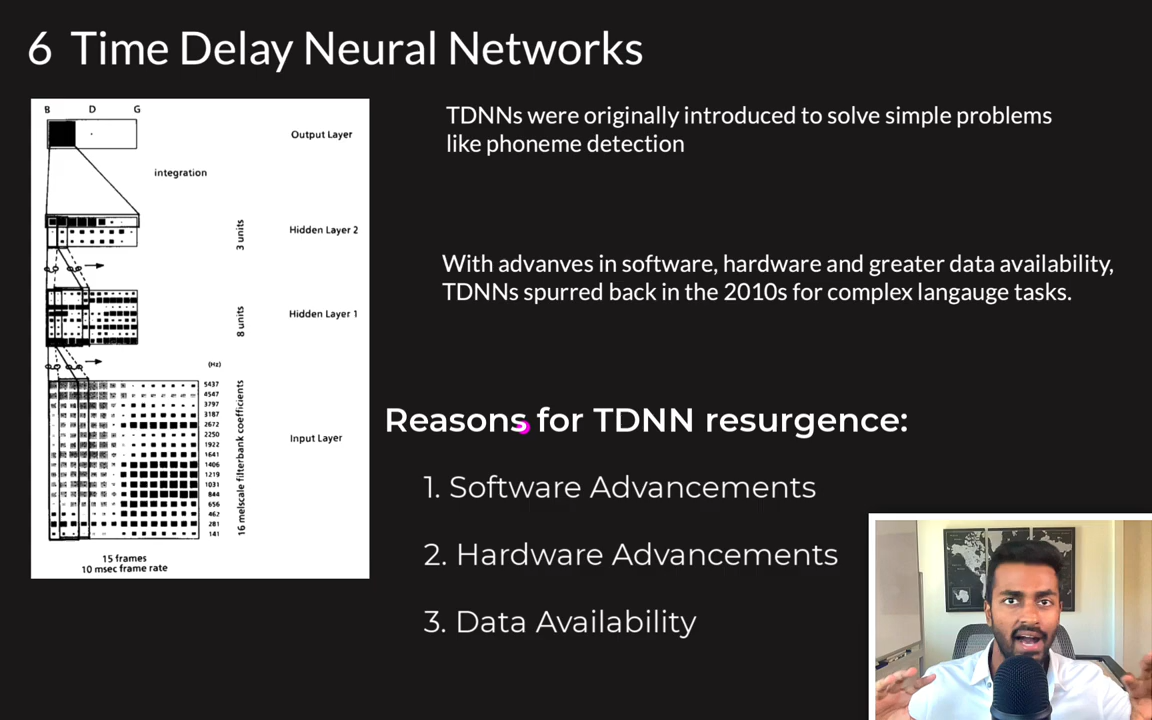 6 Time Delay Neural Networks
B D G
Output Layer
integration
3 units
Hidden Layer 2
8 units
Hidden Layer 1
(Hz)
5437
4547
3797
3187
2672
2250
1922
1641
1406
1219
1031
844
656
462
281
141
16 melscale filterbank coefficients
Input Layer
15 frames
10 msec frame rate
TDNNs were originally introduced to solve simple problems
like phoneme detection
With advanves in software, hardware and greater data availability,
TDNNs spurred back in the 2010s for complex langauge tasks.
Reasons for TDNN resurgence:
1. Software Advancements
2. Hardware Advancements
3. Data Availability